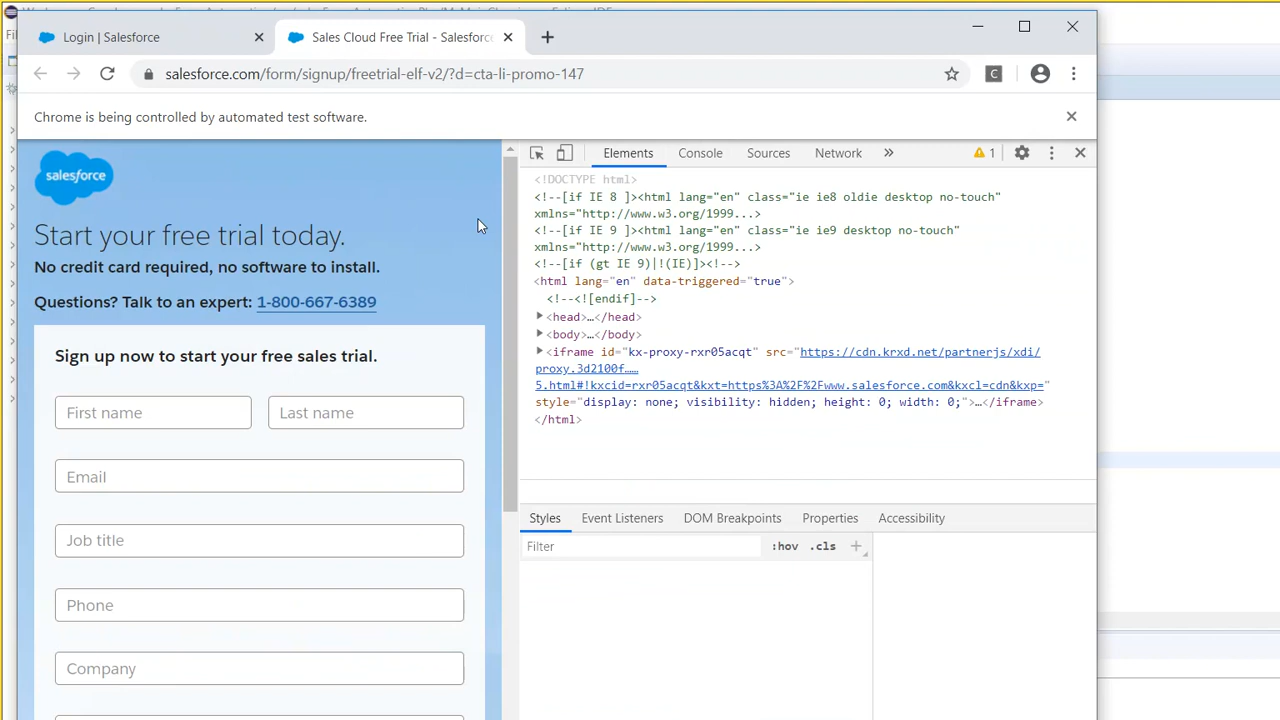 Login | Salesforce
Sales Cloud Free Trial - Salesforc
salesforce.com/form/signup/freetrial-elf-v2/?d=cta-li-promo-147
C
Chrome is being controlled by automated test software.
salesforce
Start your free trial today.
No credit card required, no software to install.
Questions? Talk to an expert: 1-800-667-6389
Sign up now to start your free sales trial.
First name
Last name
Email
Job title
Phone
Company
Elements Console Sources Network » 1
<!DOCTYPE html>
<!--[if IE 8 ]><html lang="en" class="ie ie8 oldie desktop no-touch"
xmlns="http://www.w3.org/1999...>
<!--[if IE 9 ]><html lang="en" class="ie ie9 desktop no-touch"
xmlns="http://www.w3.org/1999...>
<!--[if (gt IE 9)|!(IE)]><!-->
<html lang="en" data-triggered="true">
<!--<![endif]-->
<head>…</head>
<body>…</body>
<iframe id="kx-proxy-rxr05acqt" src="https://cdn.krxd.net/partnerjs/xdi/
proxy.3d2100f……
5.html#!kxcid=rxr05acqt&kxt=https%3A%2F%2Fwww.salesforce.com&kxcl=cdn&kxp="
style="display: none; visibility: hidden; height: 0; width: 0;">…</iframe>
</html>
Styles Event Listeners DOM Breakpoints Properties Accessibility
Filter :hov .cls +